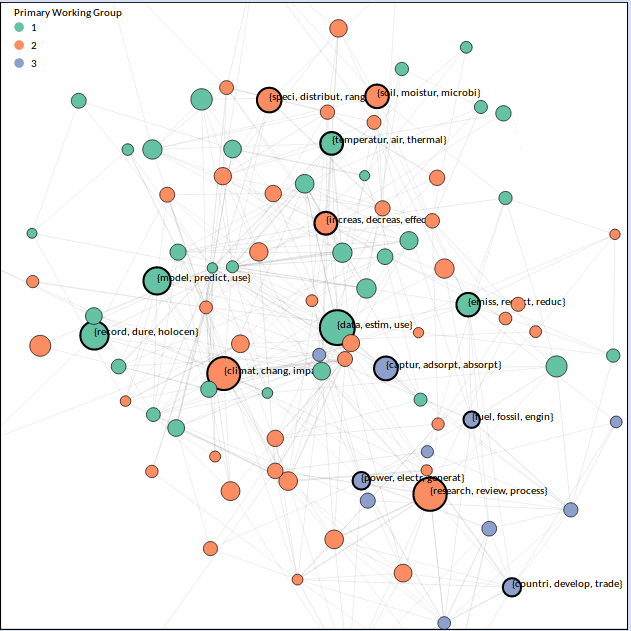 Primary Working Group
1
2
3
{speci, distribut, rang
{soil, moistur, microbi}
{temperatur, air, thermal}
{increas, decreas, effec
{model, predict, use}
{emiss, re ct, reduc}
{record, dure, holocen}
{data, estim, use}
{climat, chang, impa
{captur, adsorpt, absorpt}
{fuel, fossil, engin}
{power, electr, generat}
{research, review, process}
{countri, develop, trade}